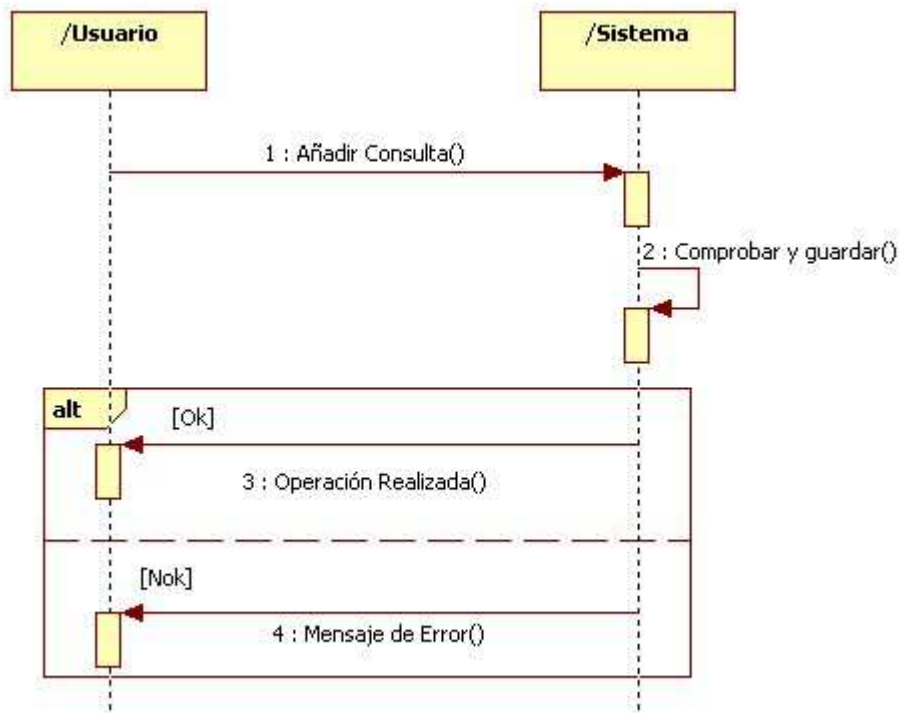 /Usuario
/Sistema
1 : Añadir Consulta()
2 : Comprobar y guardar()
alt
[Ok]
3 : Operación Realizada()
[Nok]
4 : Mensaje de Error()